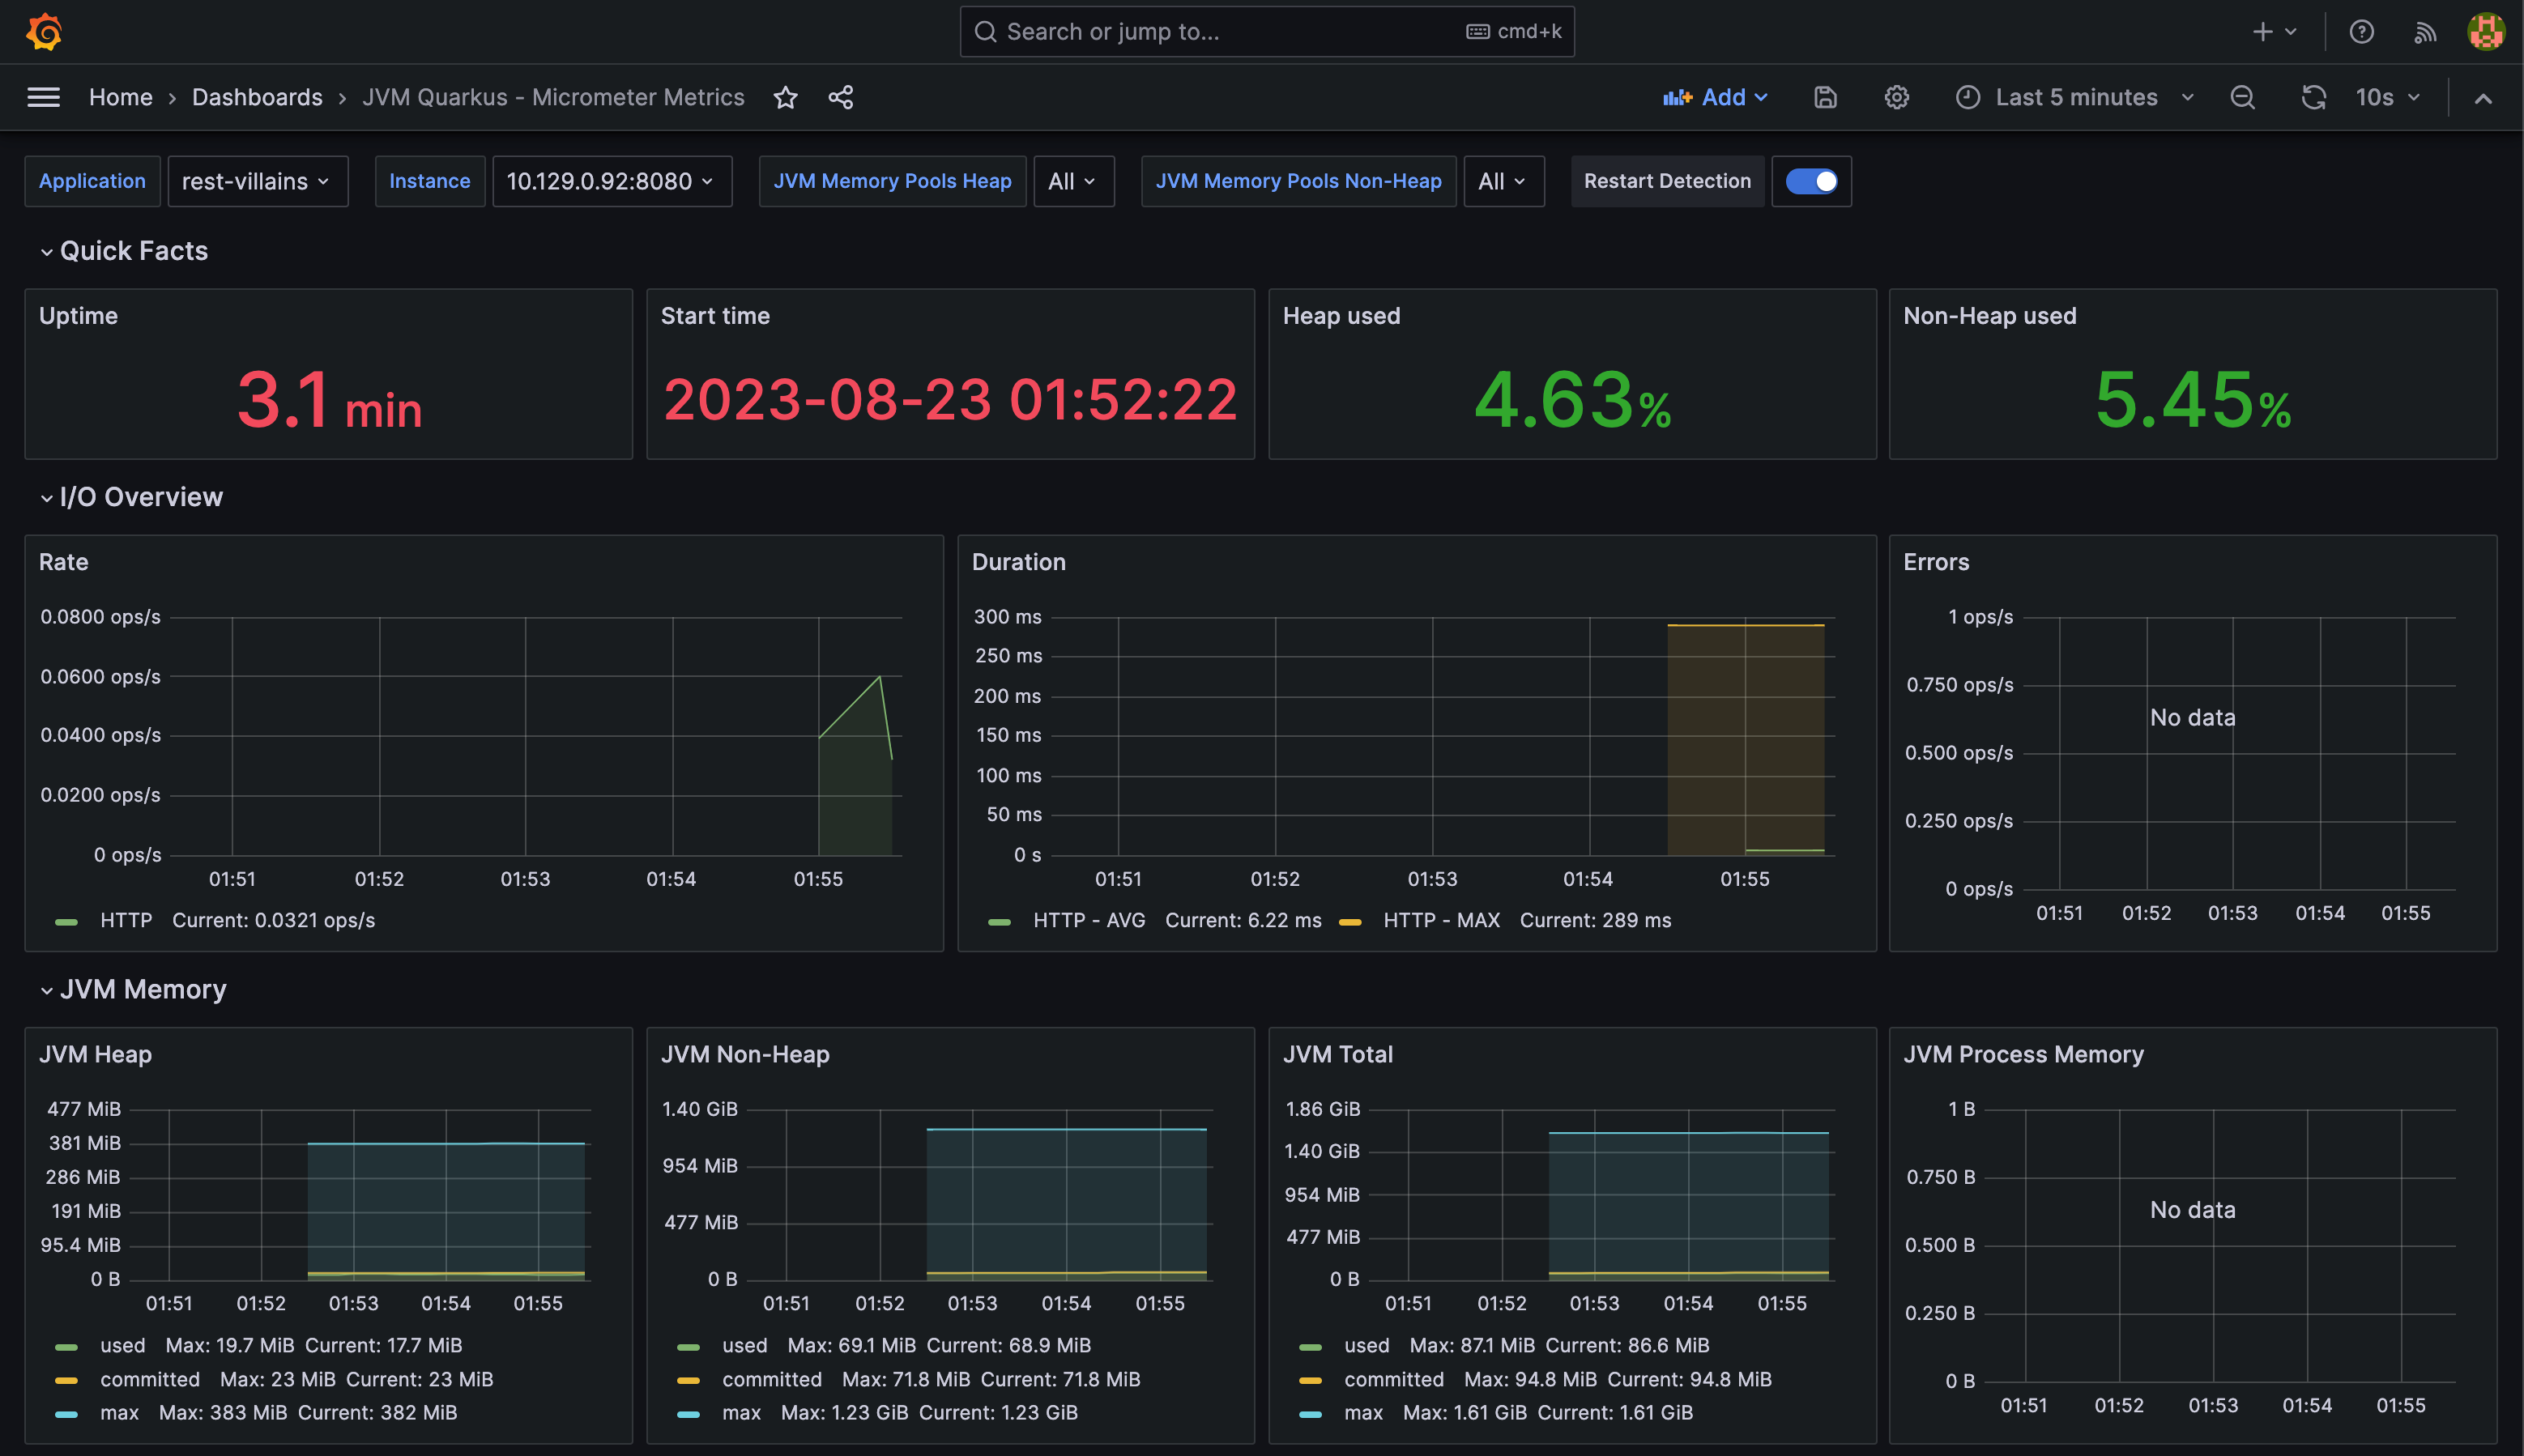 Search or jump to... cmd+k
Home › Dashboards › JVM Quarkus - Micrometer Metrics Add Last 5 minutes 10s
Application rest-villains Instance 10.129.0.92:8080 JVM Memory Pools Heap All JVM Memory Pools Non-Heap All Restart Detection
Quick Facts
Uptime
3.1 min
Start time
2023-08-23 01:52:22
Heap used
4.63%
Non-Heap used
5.45%
I/O Overview
Rate
0.0800 ops/s
0.0600 ops/s
0.0400 ops/s
0.0200 ops/s
0 ops/s
01:51 01:52 01:53 01:54 01:55
HTTP Current: 0.0321 ops/s
Duration
300 ms
250 ms
200 ms
150 ms
100 ms
50 ms
0 s
01:51 01:52 01:53 01:54 01:55
HTTP - AVG Current: 6.22 ms HTTP - MAX Current: 289 ms
Errors
1 ops/s
0.750 ops/s
No data
0.500 ops/s
0.250 ops/s
0 ops/s
01:51 01:52 01:53 01:54 01:55
JVM Memory
JVM Heap
477 MiB
381 MiB
286 MiB
191 MiB
95.4 MiB
0 B
01:51 01:52 01:53 01:54 01:55
used Max: 19.7 MiB Current: 17.7 MiB
committed Max: 23 MiB Current: 23 MiB
max Max: 383 MiB Current: 382 MiB
JVM Non-Heap
1.40 GiB
954 MiB
477 MiB
0 B
01:51 01:52 01:53 01:54 01:55
used Max: 69.1 MiB Current: 68.9 MiB
committed Max: 71.8 MiB Current: 71.8 MiB
max Max: 1.23 GiB Current: 1.23 GiB
JVM Total
1.86 GiB
1.40 GiB
954 MiB
477 MiB
0 B
01:51 01:52 01:53 01:54 01:55
used Max: 87.1 MiB Current: 86.6 MiB
committed Max: 94.8 MiB Current: 94.8 MiB
max Max: 1.61 GiB Current: 1.61 GiB
JVM Process Memory
1 B
0.750 B
No data
0.500 B
0.250 B
0 B
01:51 01:52 01:53 01:54 01:55